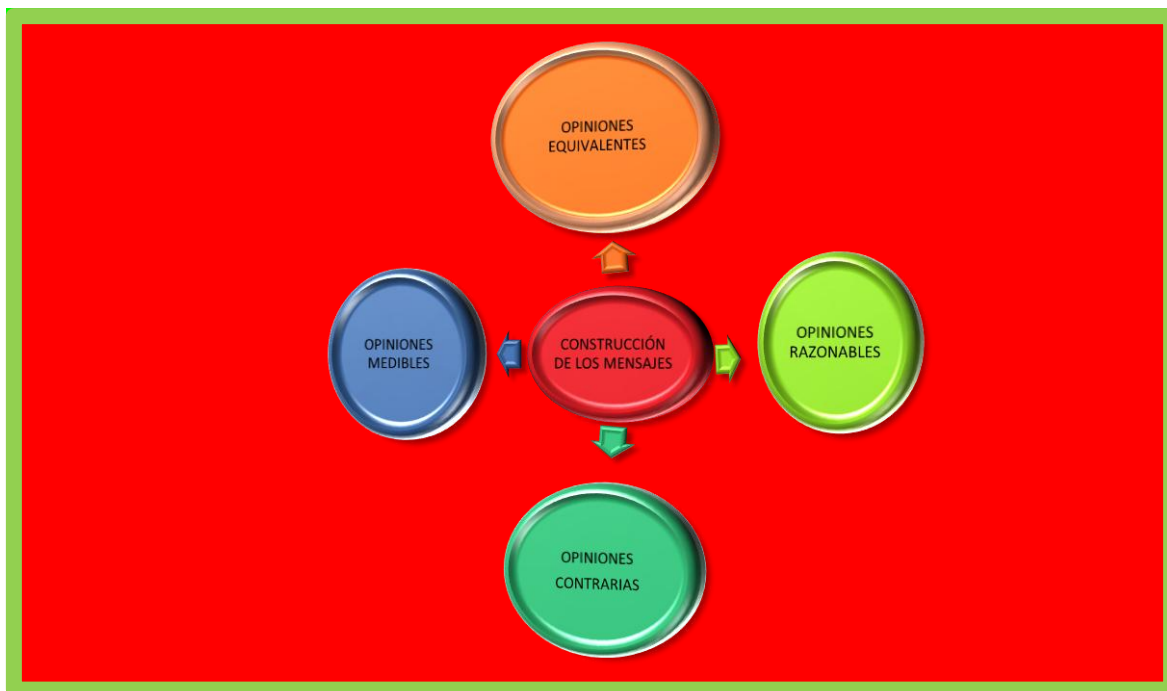 OPINIONES
EQUIVALENTES
OPINIONES
MEDIBLES
CONSTRUCCIÓN
DE LOS MENSAJES
OPINIONES
RAZONABLES
OPINIONES
CONTRARIAS